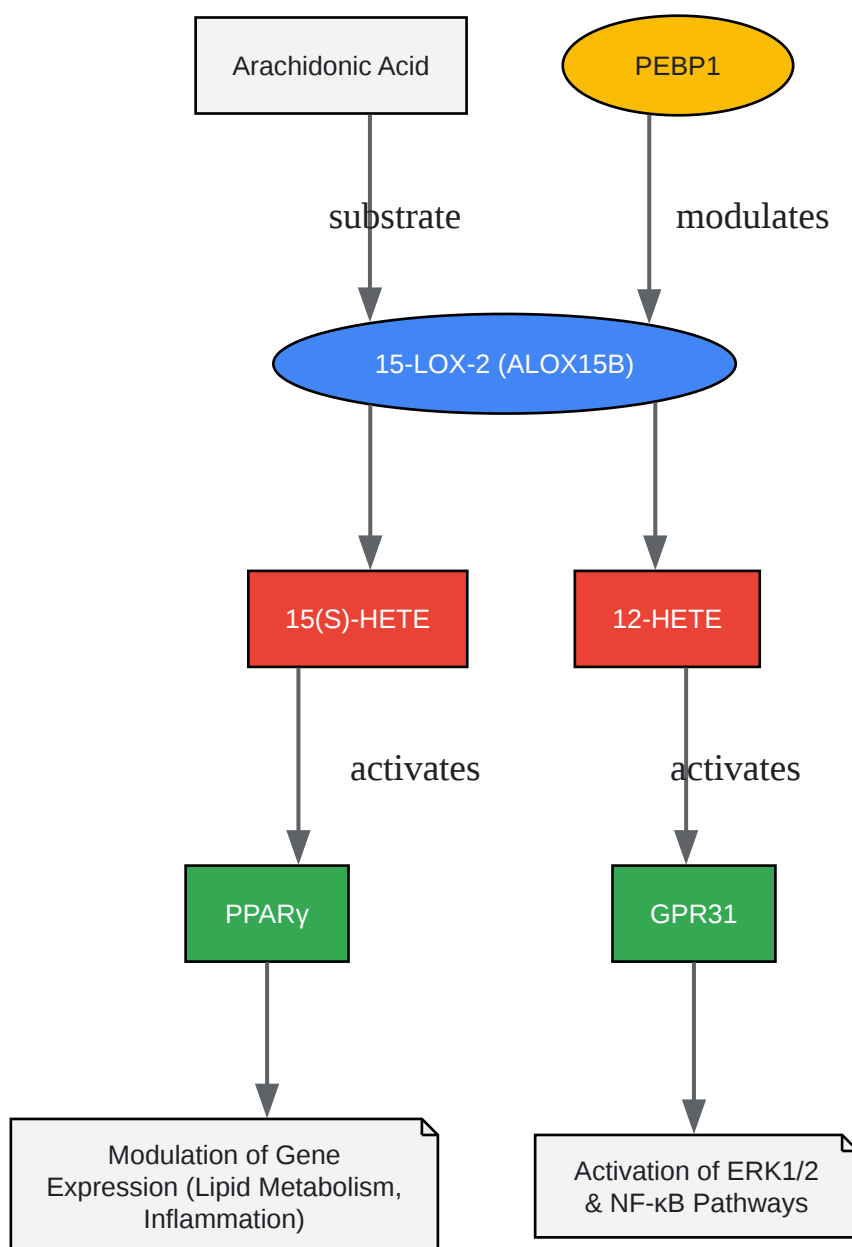 Arachidonic Acid
PEBP1
substrate
modulates
15-LOX-2 (ALOX15B)
15(S)-HETE
12-HETE
activates
activates
PPARγ
GPR31
Modulation of Gene
Expression (Lipid Metabolism,
Inflammation)
Activation of ERK1/2
& NF-κB Pathways